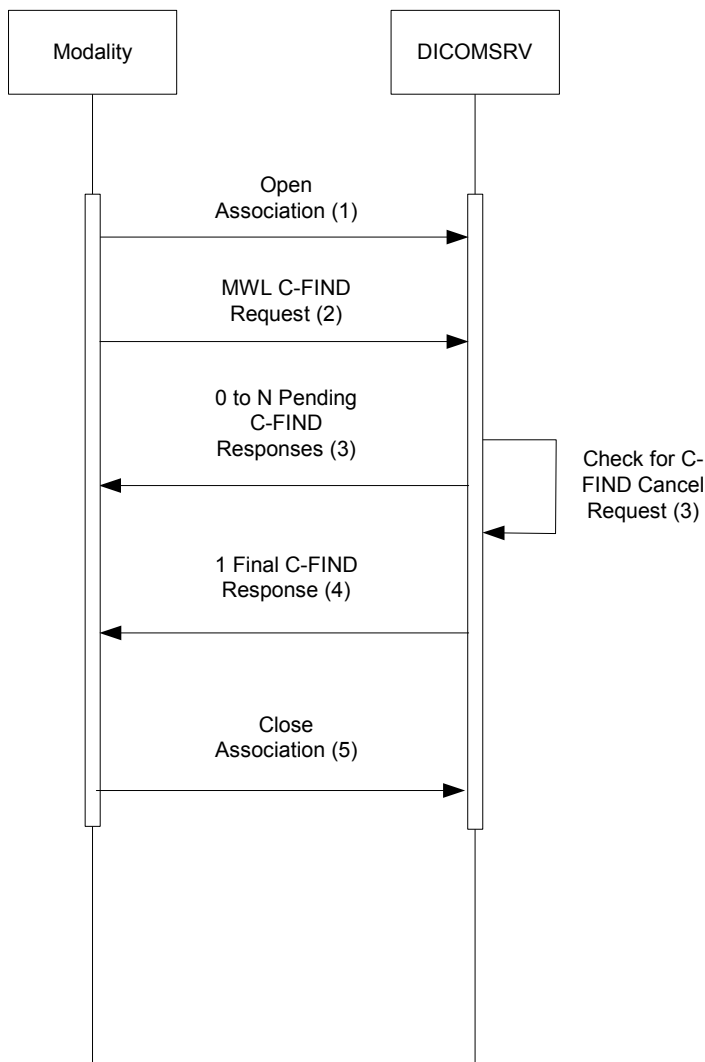 Modality
DICOMSRV
Open
Association (1)
MWL C-FIND
Request (2)
0 to N Pending
C-FIND
Responses (3)
Check for C-
FIND Cancel
Request (3)
1 Final C-FIND
Response (4)
Close
Association (5)